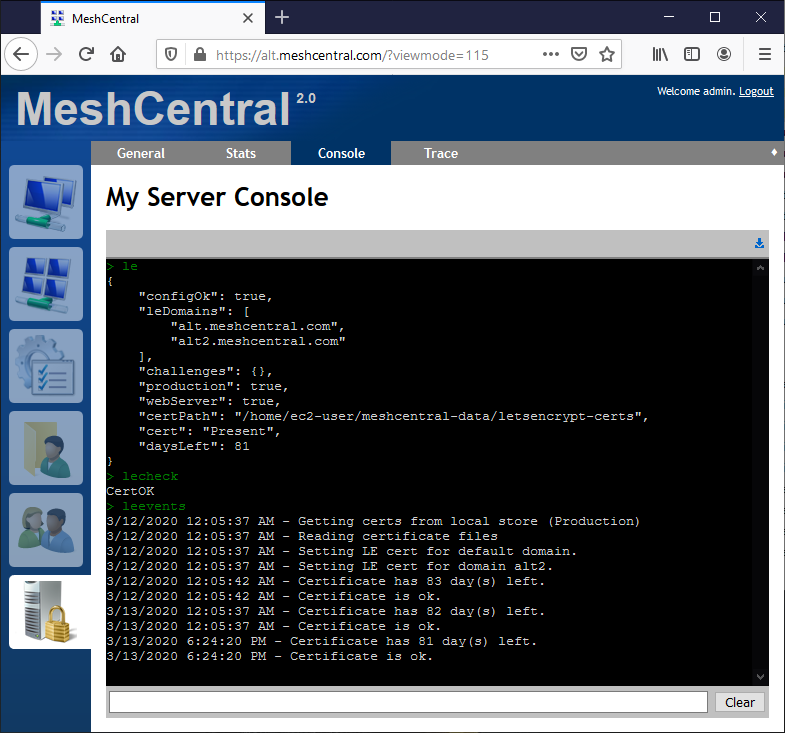 MeshCentral
https://alt.meshcentral.com/?viewmode=115
MeshCentral 2.0
Welcome admin. Logout
General Stats Console Trace
My Server Console
> le
{
    "configOk": true,
    "leDomains": [
        "alt.meshcentral.com",
        "alt2.meshcentral.com"
    ],
    "challenges": {},
    "production": true,
    "webServer": true,
    "certPath": "/home/ec2-user/meshcentral-data/letsencrypt-certs",
    "cert": "Present",
    "daysLeft": 81
}
> lecheck
CertOK
> leevents
3/12/2020 12:05:37 AM - Getting certs from local store (Production)
3/12/2020 12:05:37 AM - Reading certificate files
3/12/2020 12:05:37 AM - Setting LE cert for default domain.
3/12/2020 12:05:37 AM - Setting LE cert for domain alt2.
3/12/2020 12:05:42 AM - Certificate has 83 day(s) left.
3/12/2020 12:05:42 AM - Certificate is ok.
3/13/2020 12:05:37 AM - Certificate has 82 day(s) left.
3/13/2020 12:05:37 AM - Certificate is ok.
3/13/2020 6:24:20 PM - Certificate has 81 day(s) left.
3/13/2020 6:24:20 PM - Certificate is ok.
Clear